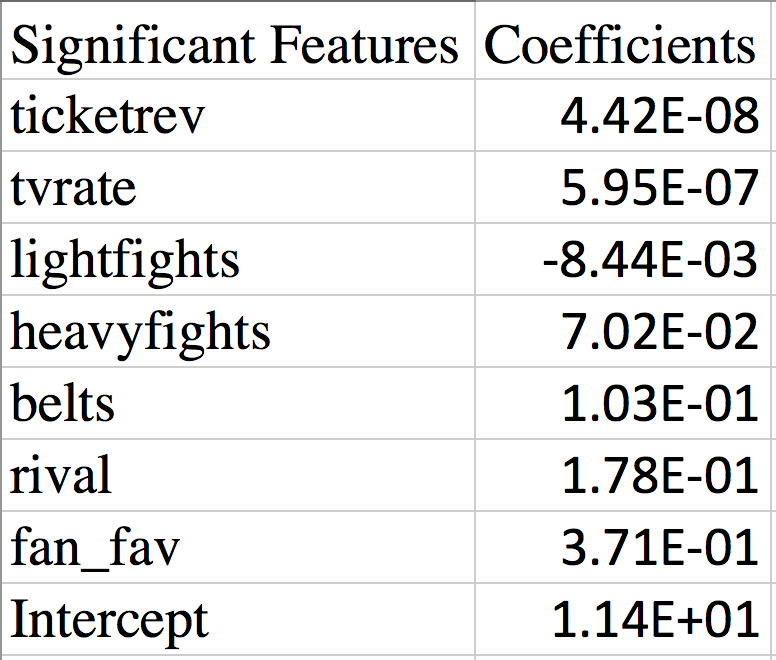 Significant Features Coefficients
ticketrev 4.42E-08
tvrate 5.95E-07
lightfights -8.44E-03
heavyfights 7.02E-02
belts 1.03E-01
rival 1.78E-01
fan_fav 3.71E-01
Intercept 1.14E+01